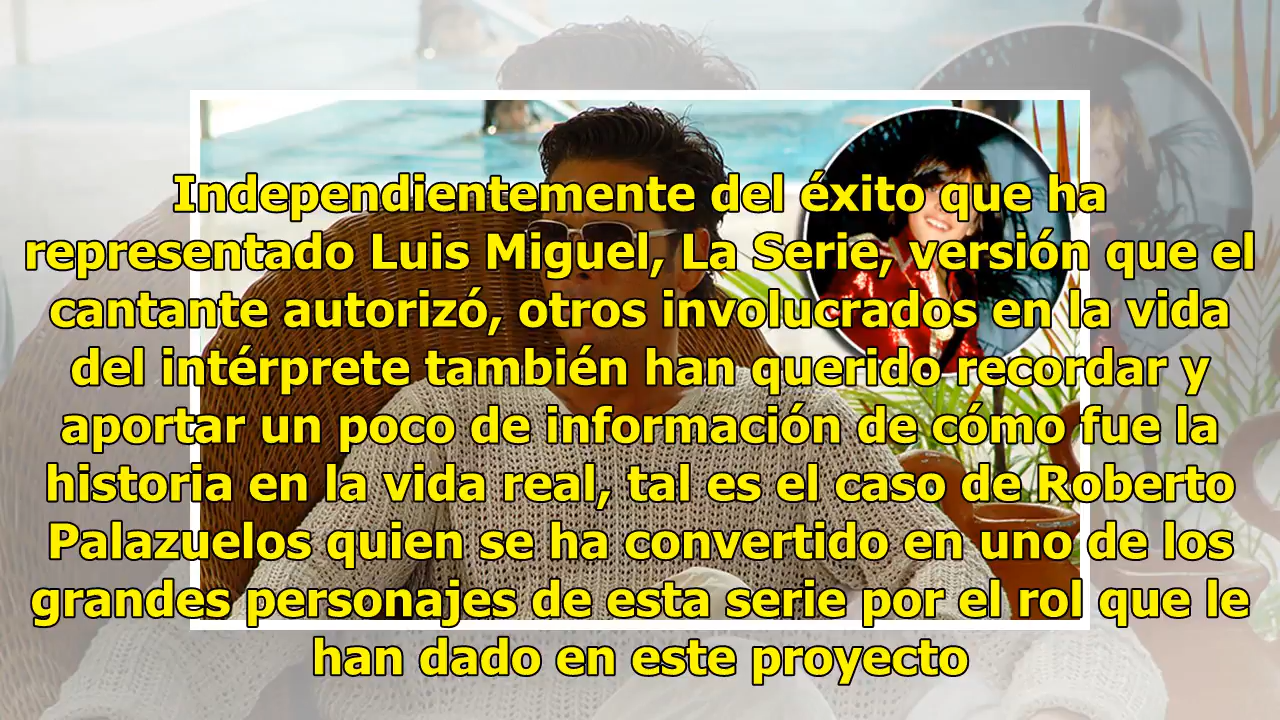 Independientemente del éxito que ha
representado Luis Miguel, La Serie, versión que el
cantante autorizó, otros involucrados en la vida
del intérprete también han querido recordar y
aportar un poco de información de cómo fue la
historia en la vida real, tal es el caso de Roberto
Palazuelos quien se ha convertido en uno de los
grandes personajes de esta serie por el rol que le
han dado en este proyecto